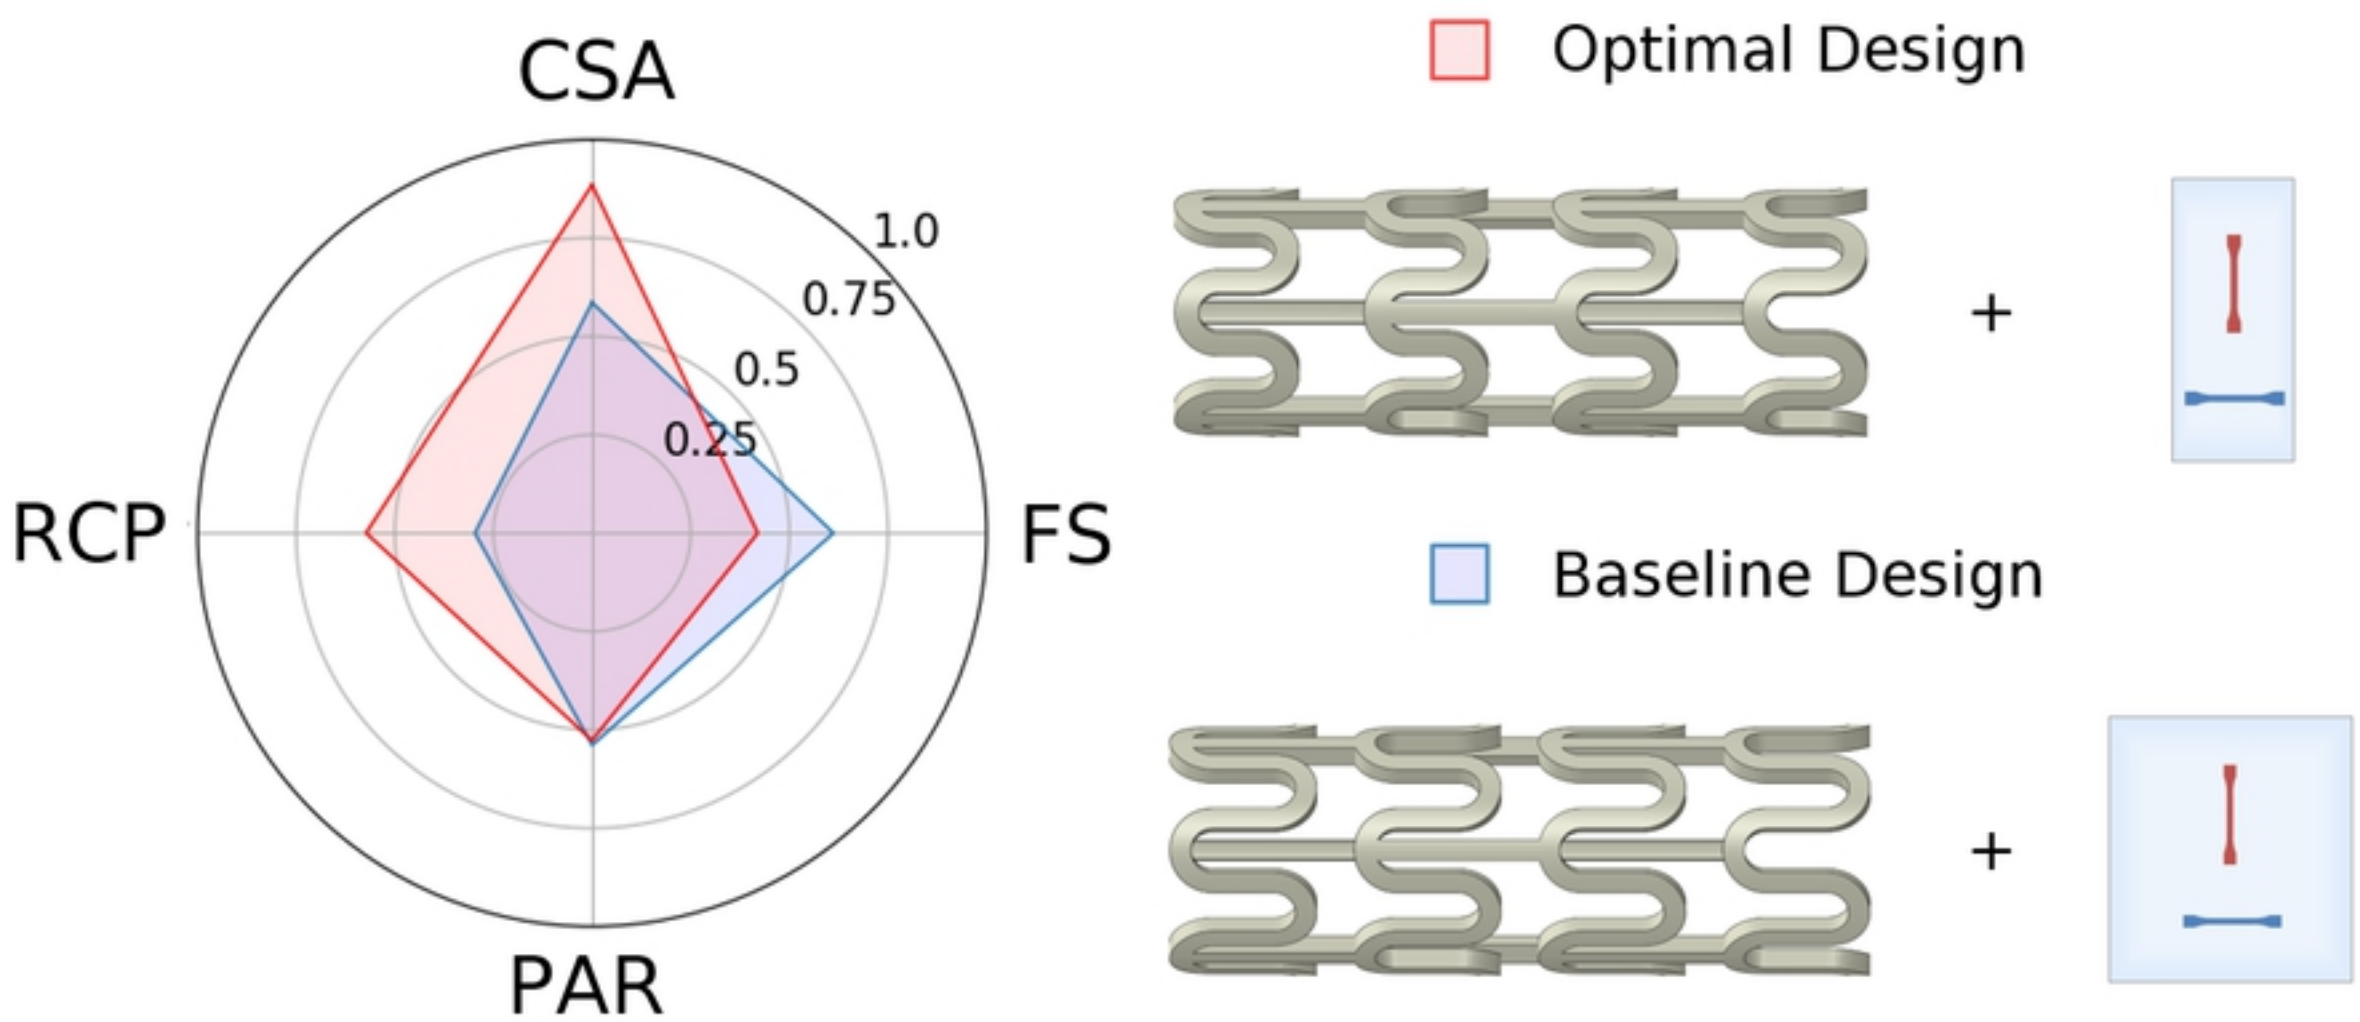 CSA
1.0
0.75
0.5
0.25
RCP
FS
PAR
Optimal Design
+
Baseline Design
+